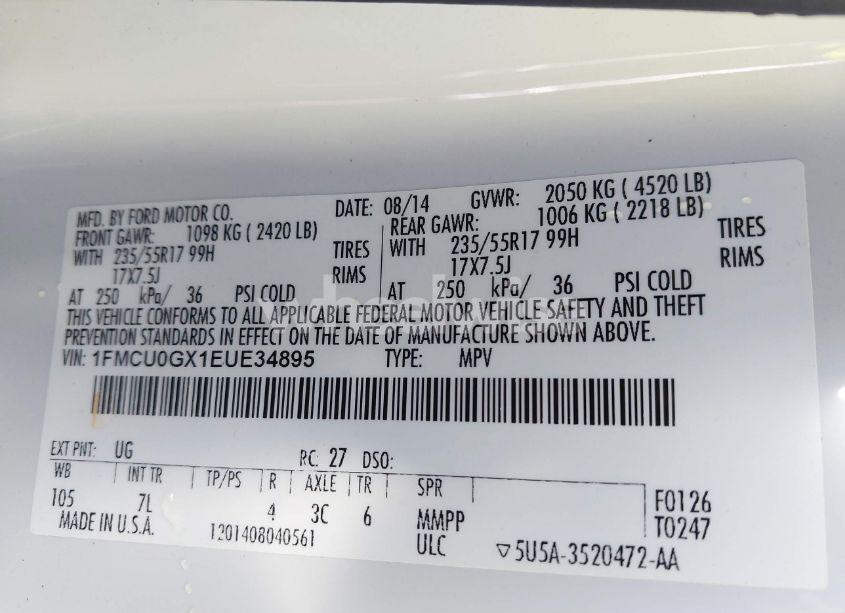 MFD. BY FORD MOTOR CO. DATE: 08/14 GVWR: 2050 KG ( 4520 LB)
FRONT GAWR: 1098 KG ( 2420 LB) REAR GAWR: 1006 KG ( 2218 LB)
WITH 235/55R17 99H TIRES WITH 235/55R17 99H TIRES
17X7.5J RIMS 17X7.5J RIMS
AT 250 kPa/ 36 PSI COLD AT 250 kPa/ 36 PSI COLD
THIS VEHICLE CONFORMS TO ALL APPLICABLE FEDERAL MOTOR VEHICLE SAFETY AND THEFT
PREVENTION STANDARDS IN EFFECT ON THE DATE OF MANUFACTURE SHOWN ABOVE.
VIN: 1FMCU0GX1EUE34895 TYPE: MPV
EXT PNT: UG RC: 27 DSO:
WB INT TR TP/PS R AXLE TR SPR
105 7L 4 3C 6 MMPP F0126
MADE IN U.S.A. 1201408040561 ULC T0247
▽5U5A-3520472-AA